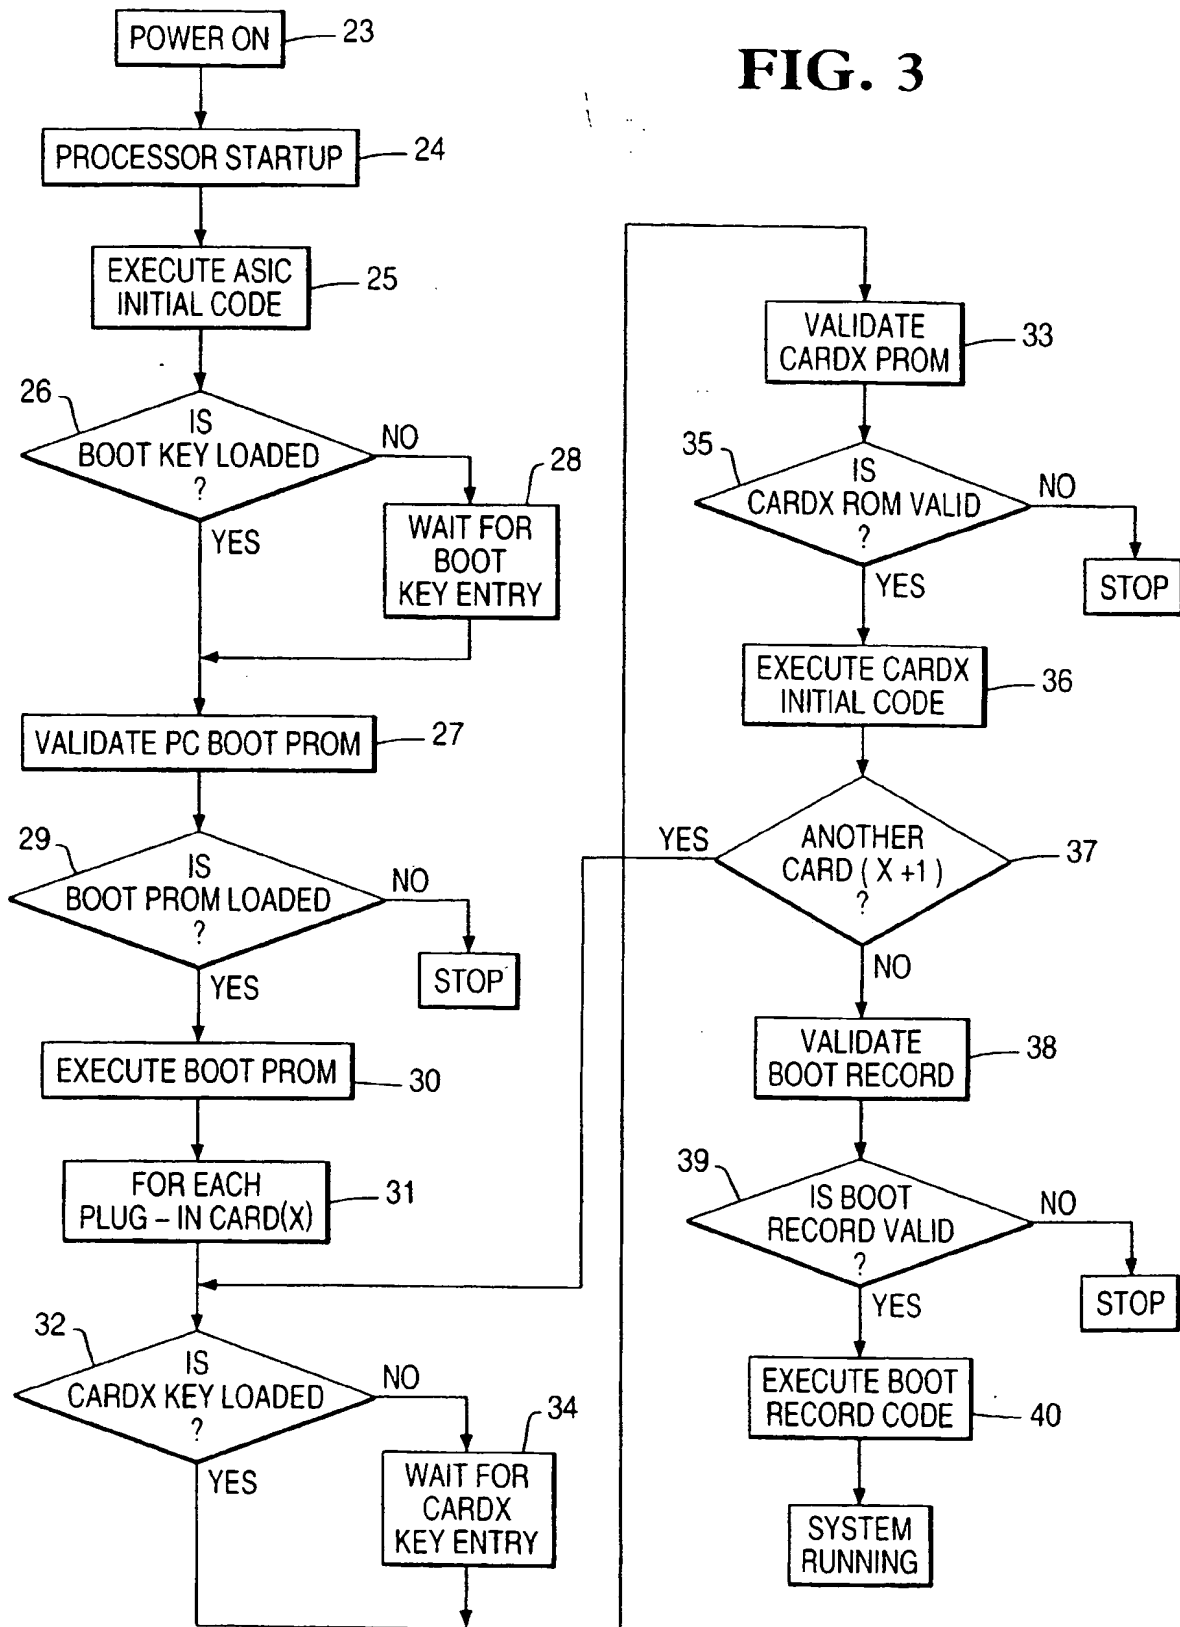 FIG. 3
POWER ON
23
PROCESSOR STARTUP
24
EXECUTE ASIC
INITIAL CODE
25
26
IS
BOOT KEY LOADED
?
NO
YES
28
WAIT FOR
BOOT
KEY ENTRY
VALIDATE PC BOOT PROM
27
29
IS
BOOT PROM LOADED
?
NO
STOP
YES
EXECUTE BOOT PROM
30
FOR EACH
PLUG – IN CARD(X)
31
32
IS
CARDX KEY LOADED
?
NO
YES
34
WAIT FOR
CARDX
KEY ENTRY
VALIDATE
CARDX PROM
33
35
IS
CARDX ROM VALID
?
NO
STOP
YES
EXECUTE CARDX
INITIAL CODE
36
YES
ANOTHER
CARD ( X +1 )
?
37
NO
VALIDATE
BOOT RECORD
38
39
IS BOOT
RECORD VALID
?
NO
STOP
YES
EXECUTE BOOT
RECORD CODE
40
SYSTEM
RUNNING